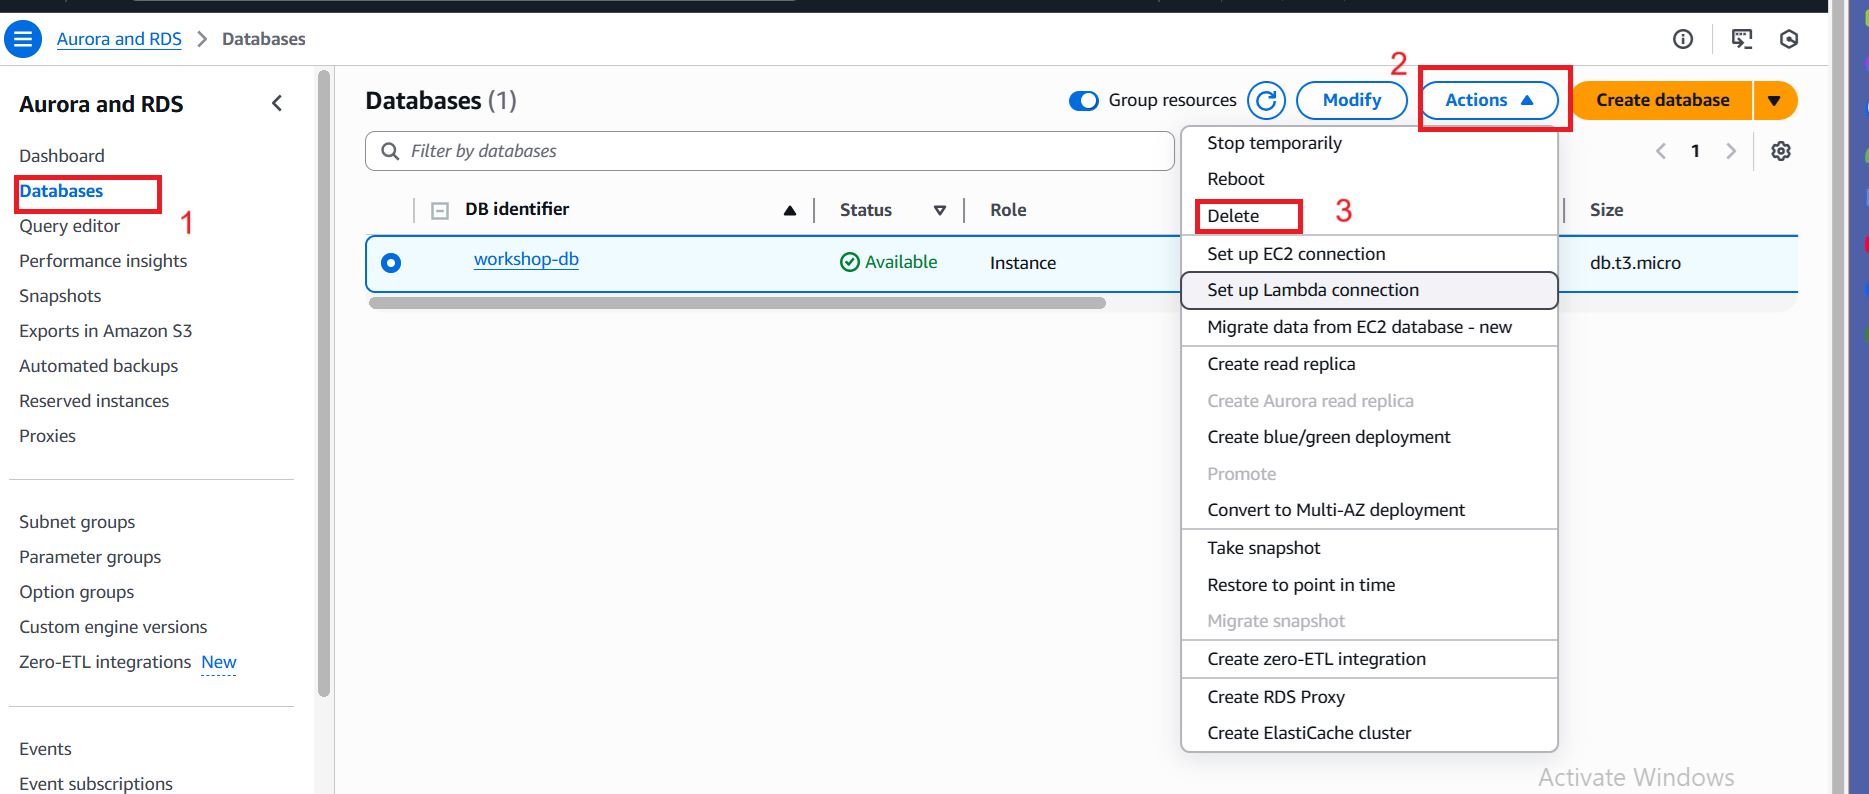 Aurora and RDS > Databases
Aurora and RDS
Dashboard
Databases
1
Query editor
Performance insights
Snapshots
Exports in Amazon S3
Automated backups
Reserved instances
Proxies
Subnet groups
Parameter groups
Option groups
Custom engine versions
Zero-ETL integrations New
Events
Event subscriptions
Databases (1)
Group resources
Modify
2
Actions
Create database
Filter by databases
1
DB identifier
Status
Role
Size
workshop-db
Available
Instance
db.t3.micro
Stop temporarily
Reboot
Delete
3
Set up EC2 connection
Set up Lambda connection
Migrate data from EC2 database - new
Create read replica
Create Aurora read replica
Create blue/green deployment
Promote
Convert to Multi-AZ deployment
Take snapshot
Restore to point in time
Migrate snapshot
Create zero-ETL integration
Create RDS Proxy
Create ElastiCache cluster
Activate Windows